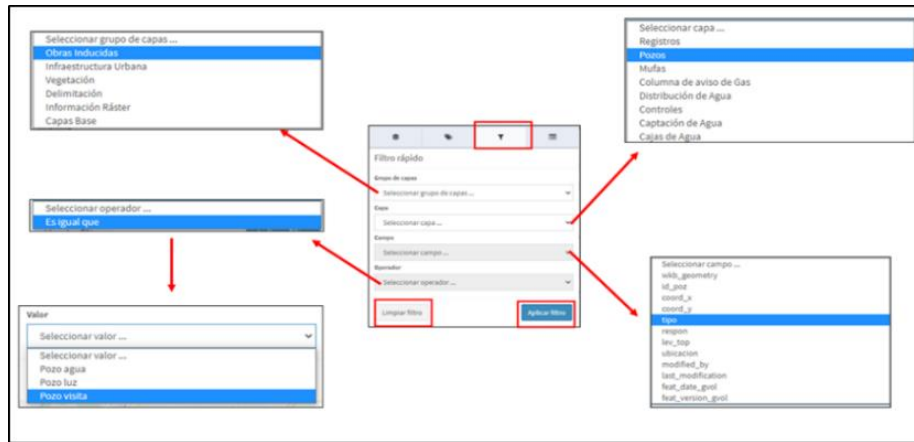 Seleccionar grupo de capas ...
Obras Inducidas
Infraestructura Urbana
Vegetación
Delimitación
Información Ráster
Capas Base
Seleccionar capa ...
Registros
Pozos
Mufas
Columna de aviso de Gas
Distribución de Agua
Controles
Captación de Agua
Cajas de Agua
Filtro rápido
Grupo de capas
Seleccionar grupo de capas ...
Capa
Seleccionar capa ...
Campo
Seleccionar campo ...
Operador
Seleccionar operador ...
Limpiar filtro
Aplicar filtro
Seleccionar operador ...
Es igual que
Valor
Seleccionar valor ...
Seleccionar valor ...
Pozo agua
Pozo luz
Pozo visita
Seleccionar campo ...
wkb_geometry
id_poz
coord_x
coord_y
tipo
respon
lev_top
ubicacion
modified_by
last_modification
feat_date_gvol
feat_version_gvol